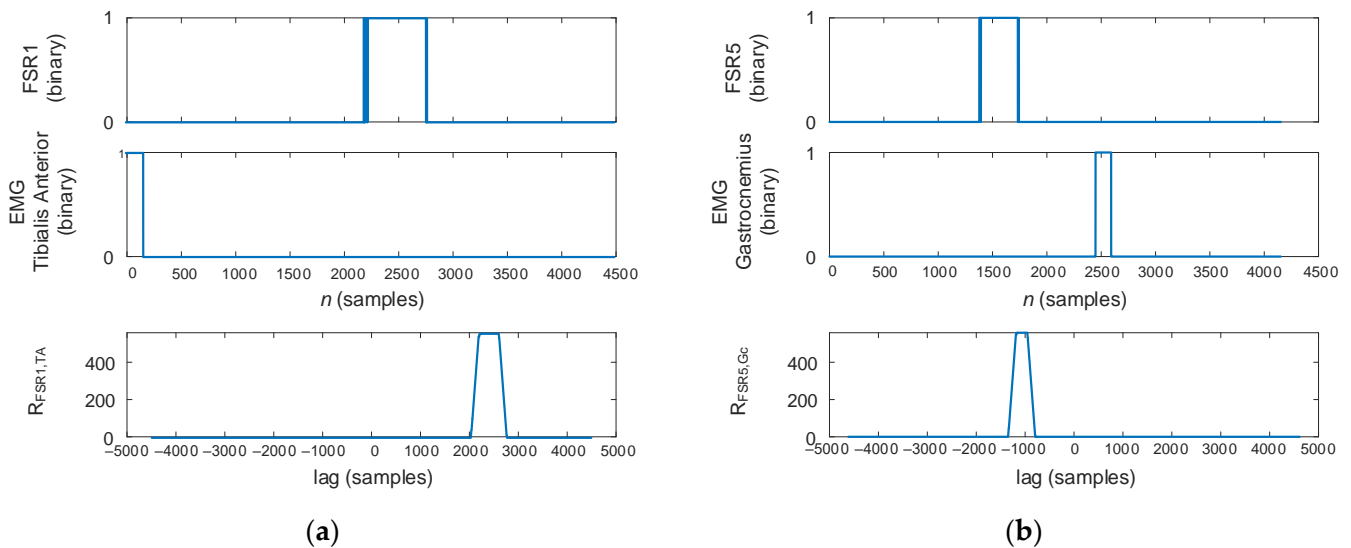 FSR1
(binary)
1
0
EMG
Tibialis Anterior
(binary)
1
0
0 500 1000 1500 2000 2500 3000 3500 4000 4500
n (samples)
R_FSR1,TA
400
200
0
−5000 −4000 −3000 −2000 −1000 0 1000 2000 3000 4000 5000
lag (samples)
(a)
FSR5
(binary)
1
0
EMG
Gastrocnemius
(binary)
1
0
0 500 1000 1500 2000 2500 3000 3500 4000 4500
n (samples)
R_FSR5,Gc
400
200
0
−5000 −4000 −3000 −2000 −1000 0 1000 2000 3000 4000 5000
lag (samples)
(b)